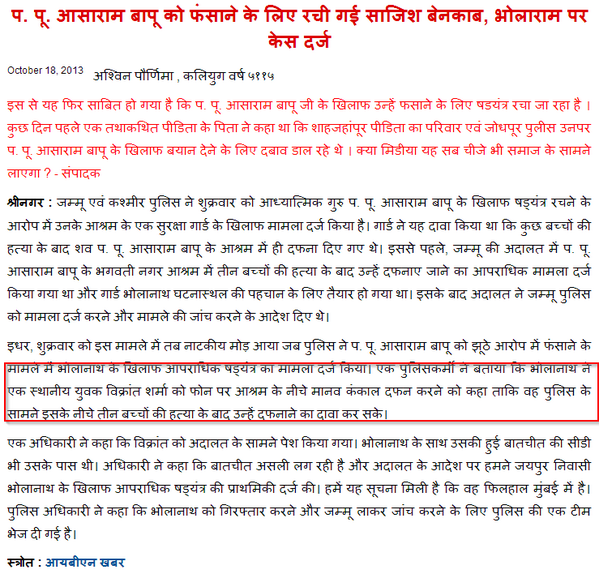 प. पू. आसाराम बापू को फंसाने के लिए रची गई साजिश बेनकाब, भोलाराम पर
केस दर्ज
October 18, 2013 अश्विन पौर्णिमा , कलियुग वर्ष ५११५
इस से यह फिर साबित हो गया है कि प. पू. आसाराम बापू जी के खिलाफ उन्हें फसाने के लिए षडयंत्र रचा जा रहा है ।
कुछ दिन पहले एक तथाकथित पीडिता के पिता ने कहा था कि शाहजहांपूर पीडिता का परिवार एवं जोधपूर पुलीस उनपर
प. पू. आसाराम बापू के खिलाफ बयान देने के लिए दबाव डाल रहे थे । क्या मिडीया यह सब चीजे भी समाज के सामने
लाएगा ? - संपादक
श्रीनगर : जम्मू एवं कश्मीर पुलिस ने शुक्रवार को आध्यात्मिक गुरु प. पू. आसाराम बापू के खिलाफ षड्यंत्र रचने के
आरोप में उनके आश्रम के एक सुरक्षा गार्ड के खिलाफ मामला दर्ज किया है। गार्ड ने यह दावा किया था कि कुछ बच्चों की
हत्या के बाद शव प. पू. आसाराम बापू के आश्रम में ही दफना दिए गए थे। इससे पहले, जम्मू की अदालत में प. पू.
आसाराम बापू के भगवती नगर आश्रम में तीन बच्चों की हत्या के बाद उन्हें दफनाए जाने का आपराधिक मामला दर्ज
किया गया था और गार्ड भोलानाथ घटनास्थल की पहचान के लिए तैयार हो गया था। इसके बाद अदालत ने जम्मू पुलिस
को मामला दर्ज करने और मामले की जांच करने के आदेश दिए थे।
इधर, शुक्रवार को इस मामले में तब नाटकीय मोड़ आया जब पुलिस ने प. पू. आसाराम बापू को झूठे आरोप में फंसाने के
मामले में भोलानाथ के खिलाफ आपराधिक षड्यंत्र का मामला दर्ज किया। एक पुलिसकर्मी ने बताया कि भोलानाथ ने
एक स्थानीय युवक विक्रांत शर्मा को फोन पर आश्रम के नीचे मानव कंकाल दफन करने को कहा ताकि वह पुलिस के
सामने इसके नीचे तीन बच्चों की हत्या के बाद उन्हें दफनाने का दावा कर सके।
एक अधिकारी ने कहा कि विक्रांत को अदालत के सामने पेश किया गया। भोलानाथ के साथ उसकी हुई बातचीत की सीडी
भी उसके पास थी। अधिकारी ने कहा कि बातचीत असली लग रही है और अदालत के आदेश पर हमने जयपुर निवासी
भोलानाथ के खिलाफ आपराधिक षड्यंत्र की प्राथमिकी दर्ज की। हमें यह सूचना मिली है कि वह फिलहाल मुंबई में है।
पुलिस अधिकारी ने कहा कि भोलानाथ को गिरफ्तार करने और जम्मू लाकर जांच करने के लिए पुलिस की एक टीम
भेज दी गई है।
स्त्रोत : आयबीएन खबर